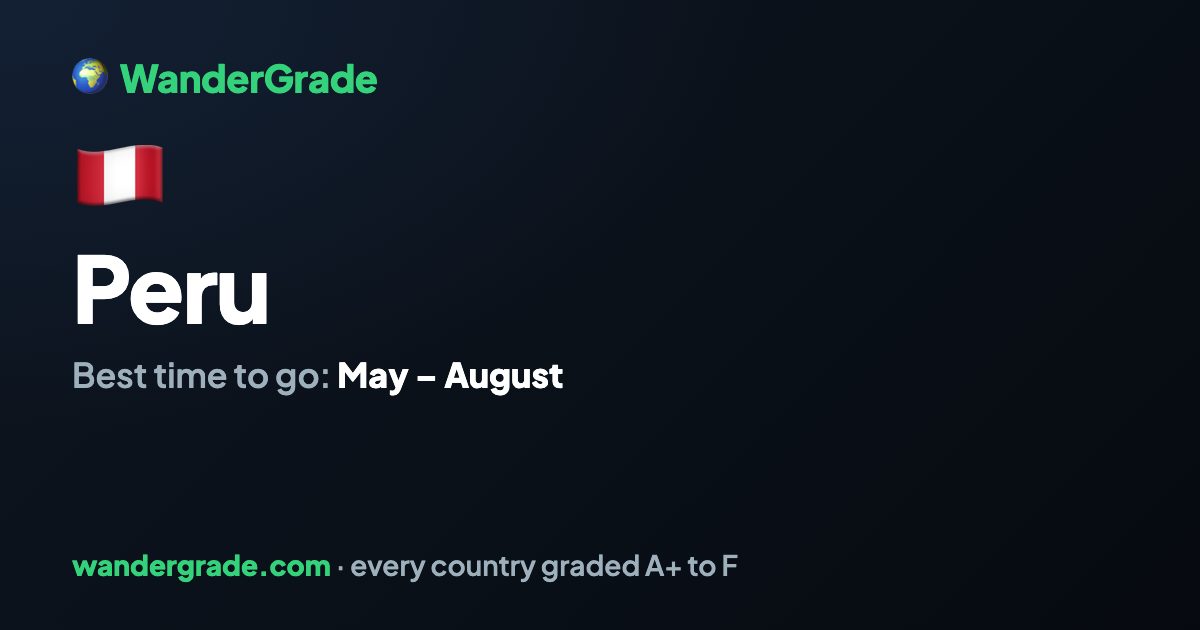 WanderGrade
Peru
Best time to go: May – August
wandergrade.com · every country graded A+ to F